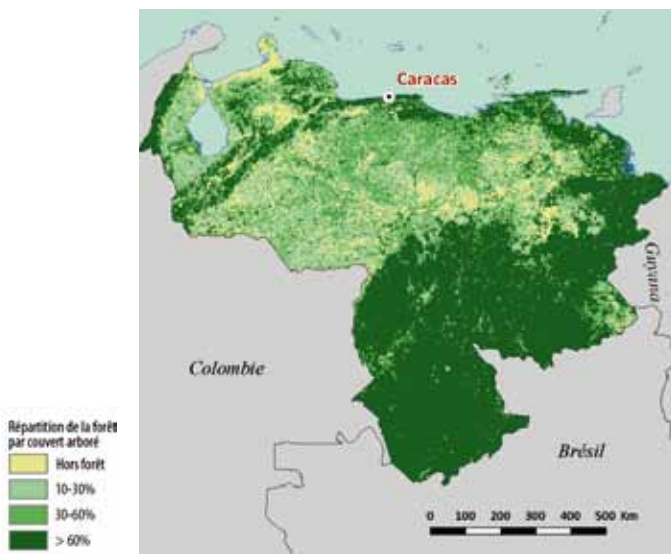 Caracas
Guyana
Colombie
Brésil
Répartition de la forêt
par couvert arboré
Hors forêt
10-30%
30-60%
> 60%
0 100 200 300 400 500 Km